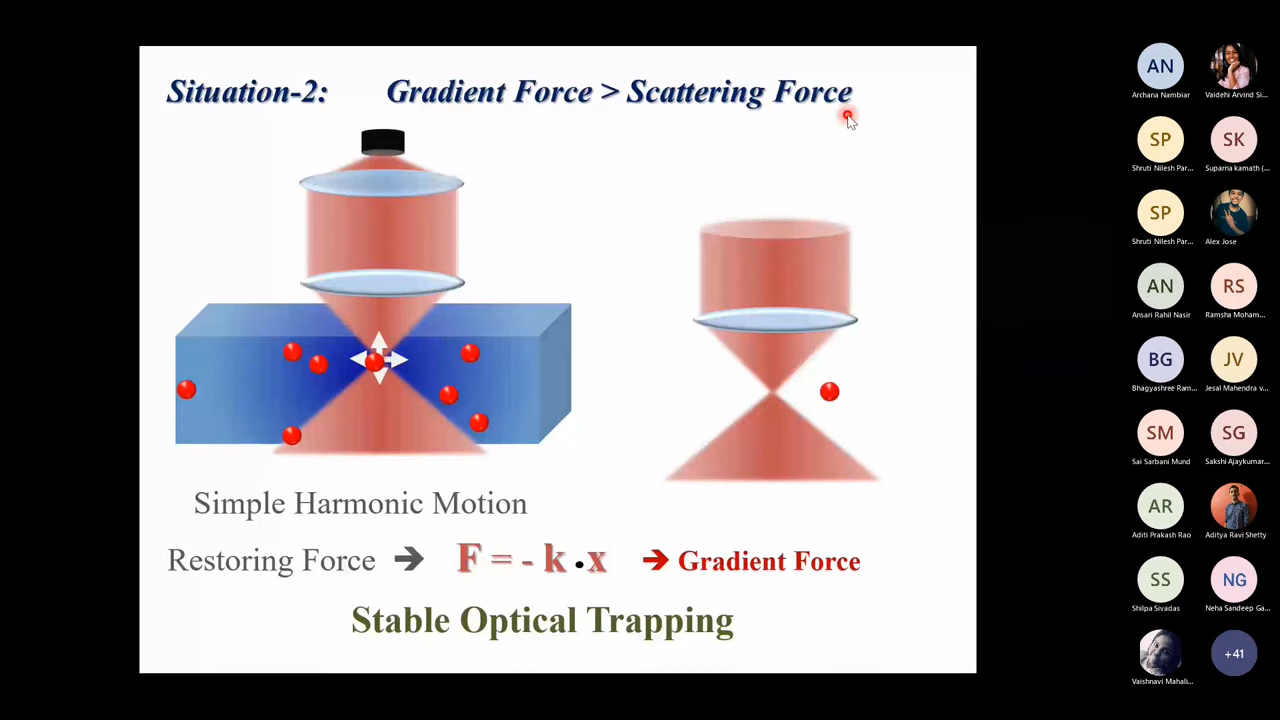 Situation-2: Gradient Force > Scattering Force
Simple Harmonic Motion
Restoring Force ➔ F = - k . x ➔ Gradient Force
Stable Optical Trapping
AN
Archana Nambiar
Vaidehi Arvind Si...
SP
Shruti Nilesh Par...
SK
Suparna kamath (...
SP
Shruti Nilesh Par...
Alex Jose
AN
Ansari Rahil Nasir
RS
Ramsha Moham...
BG
Bhagyashree Ram...
JV
Jesal Mahendra v...
SM
Sai Sarbani Mund
SG
Sakshi Ajaykumar...
AR
Aditi Prakash Rao
Aditya Ravi Shetty
SS
Shilpa Sivadas
NG
Neha Sandeep Ga...
Vaishnavi Mahali...
+41